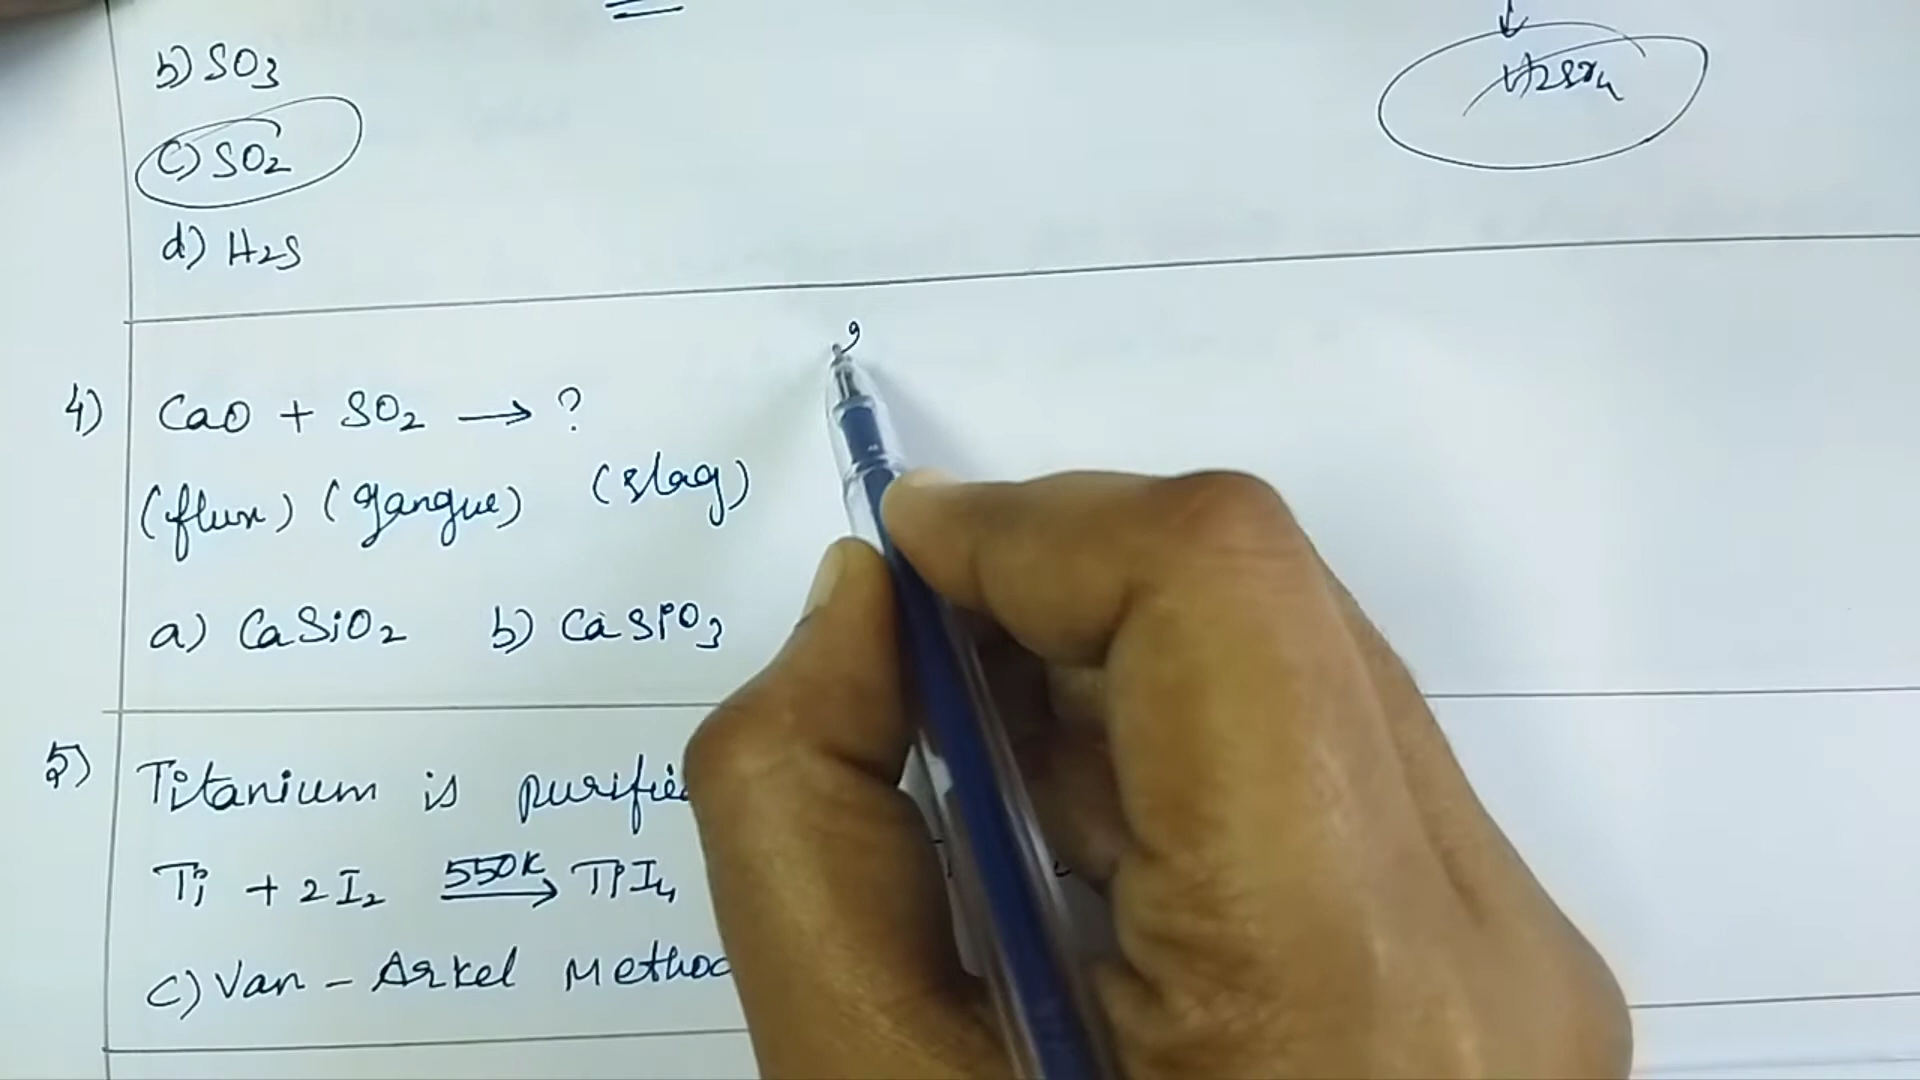 b) SO3
c) SO2
d) H2S
4) CaO + SO2 → ?
(flux) (gangue) (slag)
a) CaSiO2 b) CaSiO3
5) Titanium is
Ti + 2I2 550K → TiI4
c) Van - Arkel